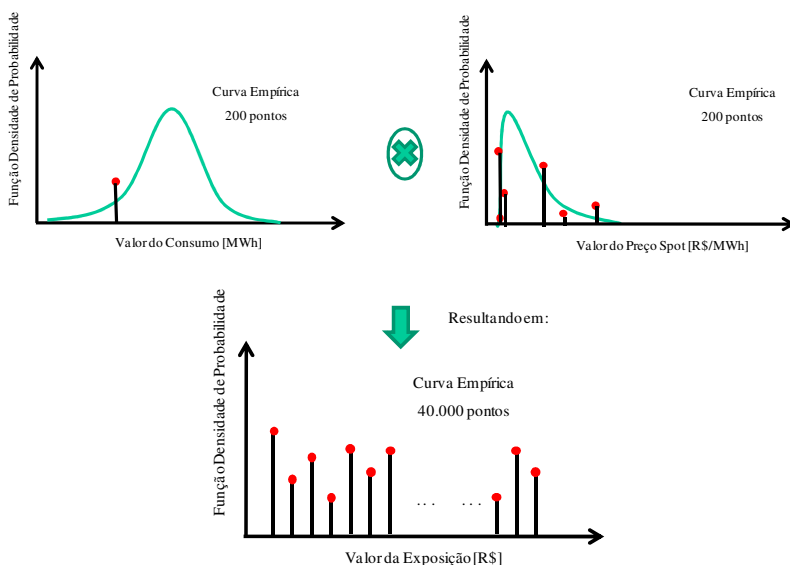 Função Densidade de Probabilidade
Curva Empírica
200 pontos
Valor do Consumo [MWh]
Função Densidade de Probabilidade
Curva Empírica
200 pontos
Valor do Preço Spot [R$/MWh]
Resultando em:
Função Densidade de Probabilidade
Curva Empírica
40.000 pontos
... ...
Valor da Exposição [R$]